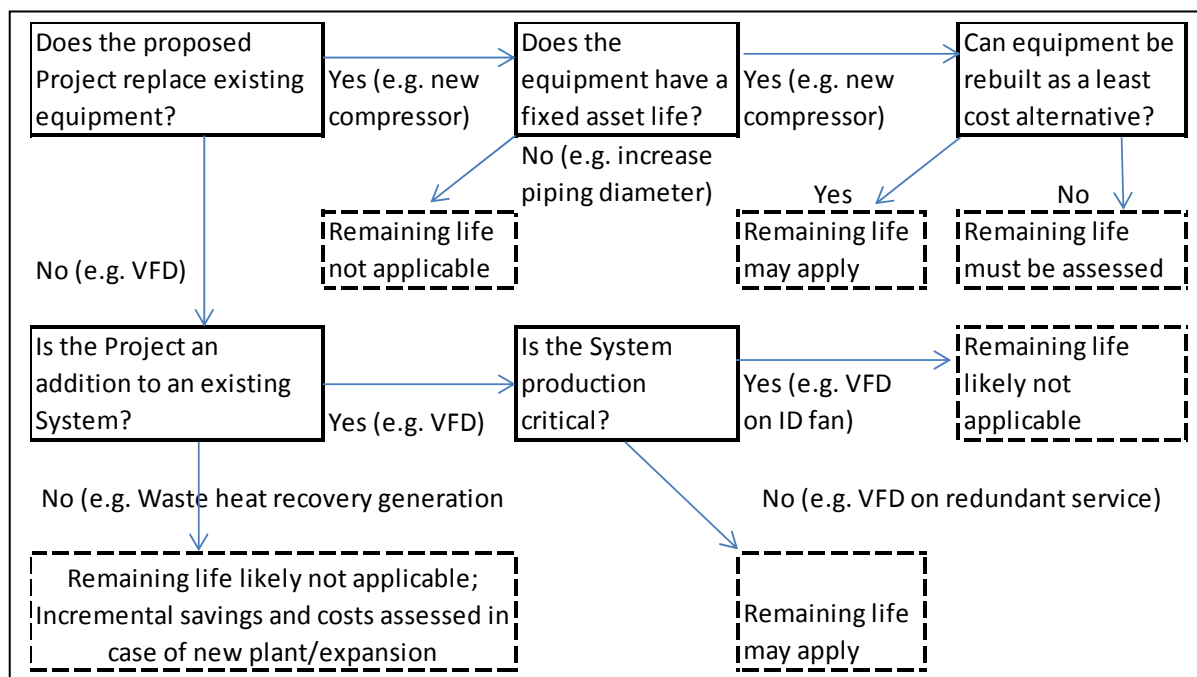 Does the proposed
Project replace existing
equipment?
Yes (e.g. new
compressor)
Does the
equipment have a
fixed asset life?
Yes (e.g. new
compressor)
Can equipment be
rebuilt as a least
cost alternative?
No (e.g. increase
piping diameter)
Yes
No
Remaining life
not applicable
Remaining life
may apply
Remaining life
must be assessed
No (e.g. VFD)
Is the Project an
addition to an existing
System?
Yes (e.g. VFD)
Is the System
production
critical?
Yes (e.g. VFD
on ID fan)
Remaining life
likely not
applicable
No (e.g. Waste heat recovery generation
No (e.g. VFD on redundant service)
Remaining life likely not applicable;
Incremental savings and costs assessed in
case of new plant/expansion
Remaining life
may apply